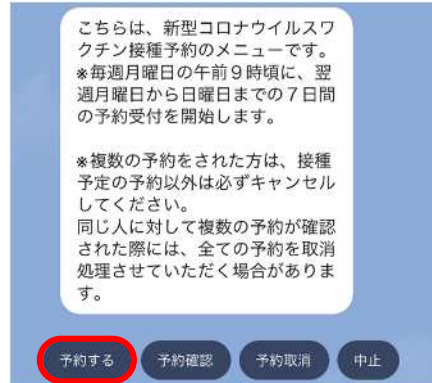 こちらは、新型コロナウイルスワ
クチン接種予約のメニューです。
※毎週月曜日の午前9時頃に、翌
週月曜日から日曜日までの7日間
の予約受付を開始します。
※複数の予約をされた方は、接種
予定の予約以外は必ずキャンセル
してください。
同じ人に対して複数の予約が確認
された際には、全ての予約を取消
処理させていただく場合がありま
す。
予約する 予約確認 予約取消 中止